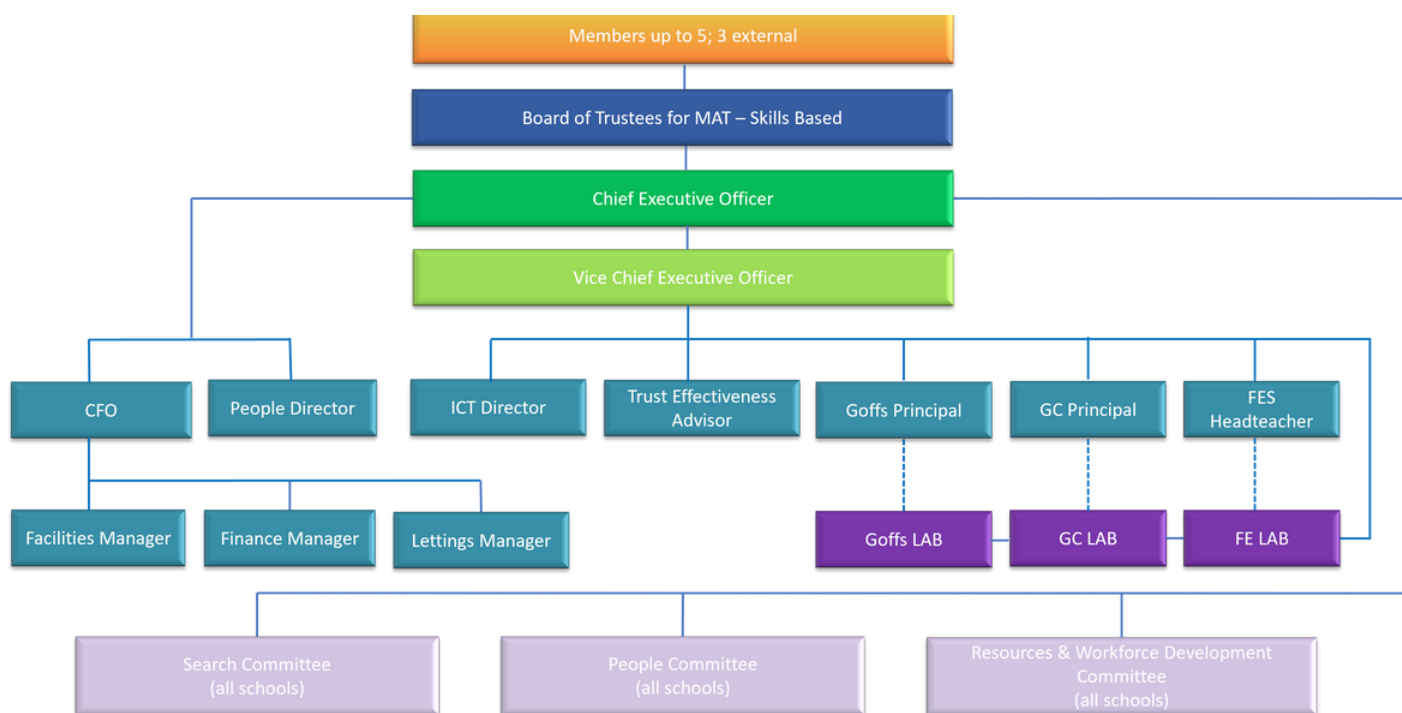 Members up to 5; 3 external
Board of Trustees for MAT – Skills Based
Chief Executive Officer
Vice Chief Executive Officer
CFO
People Director
ICT Director
Trust Effectiveness
Advisor
Goffs Principal
GC Principal
FES
Headteacher
Facilities Manager
Finance Manager
Lettings Manager
Goffs LAB
GC LAB
FE LAB
Search Committee
(all schools)
People Committee
(all schools)
Resources & Workforce Development
Committee
(all schools)